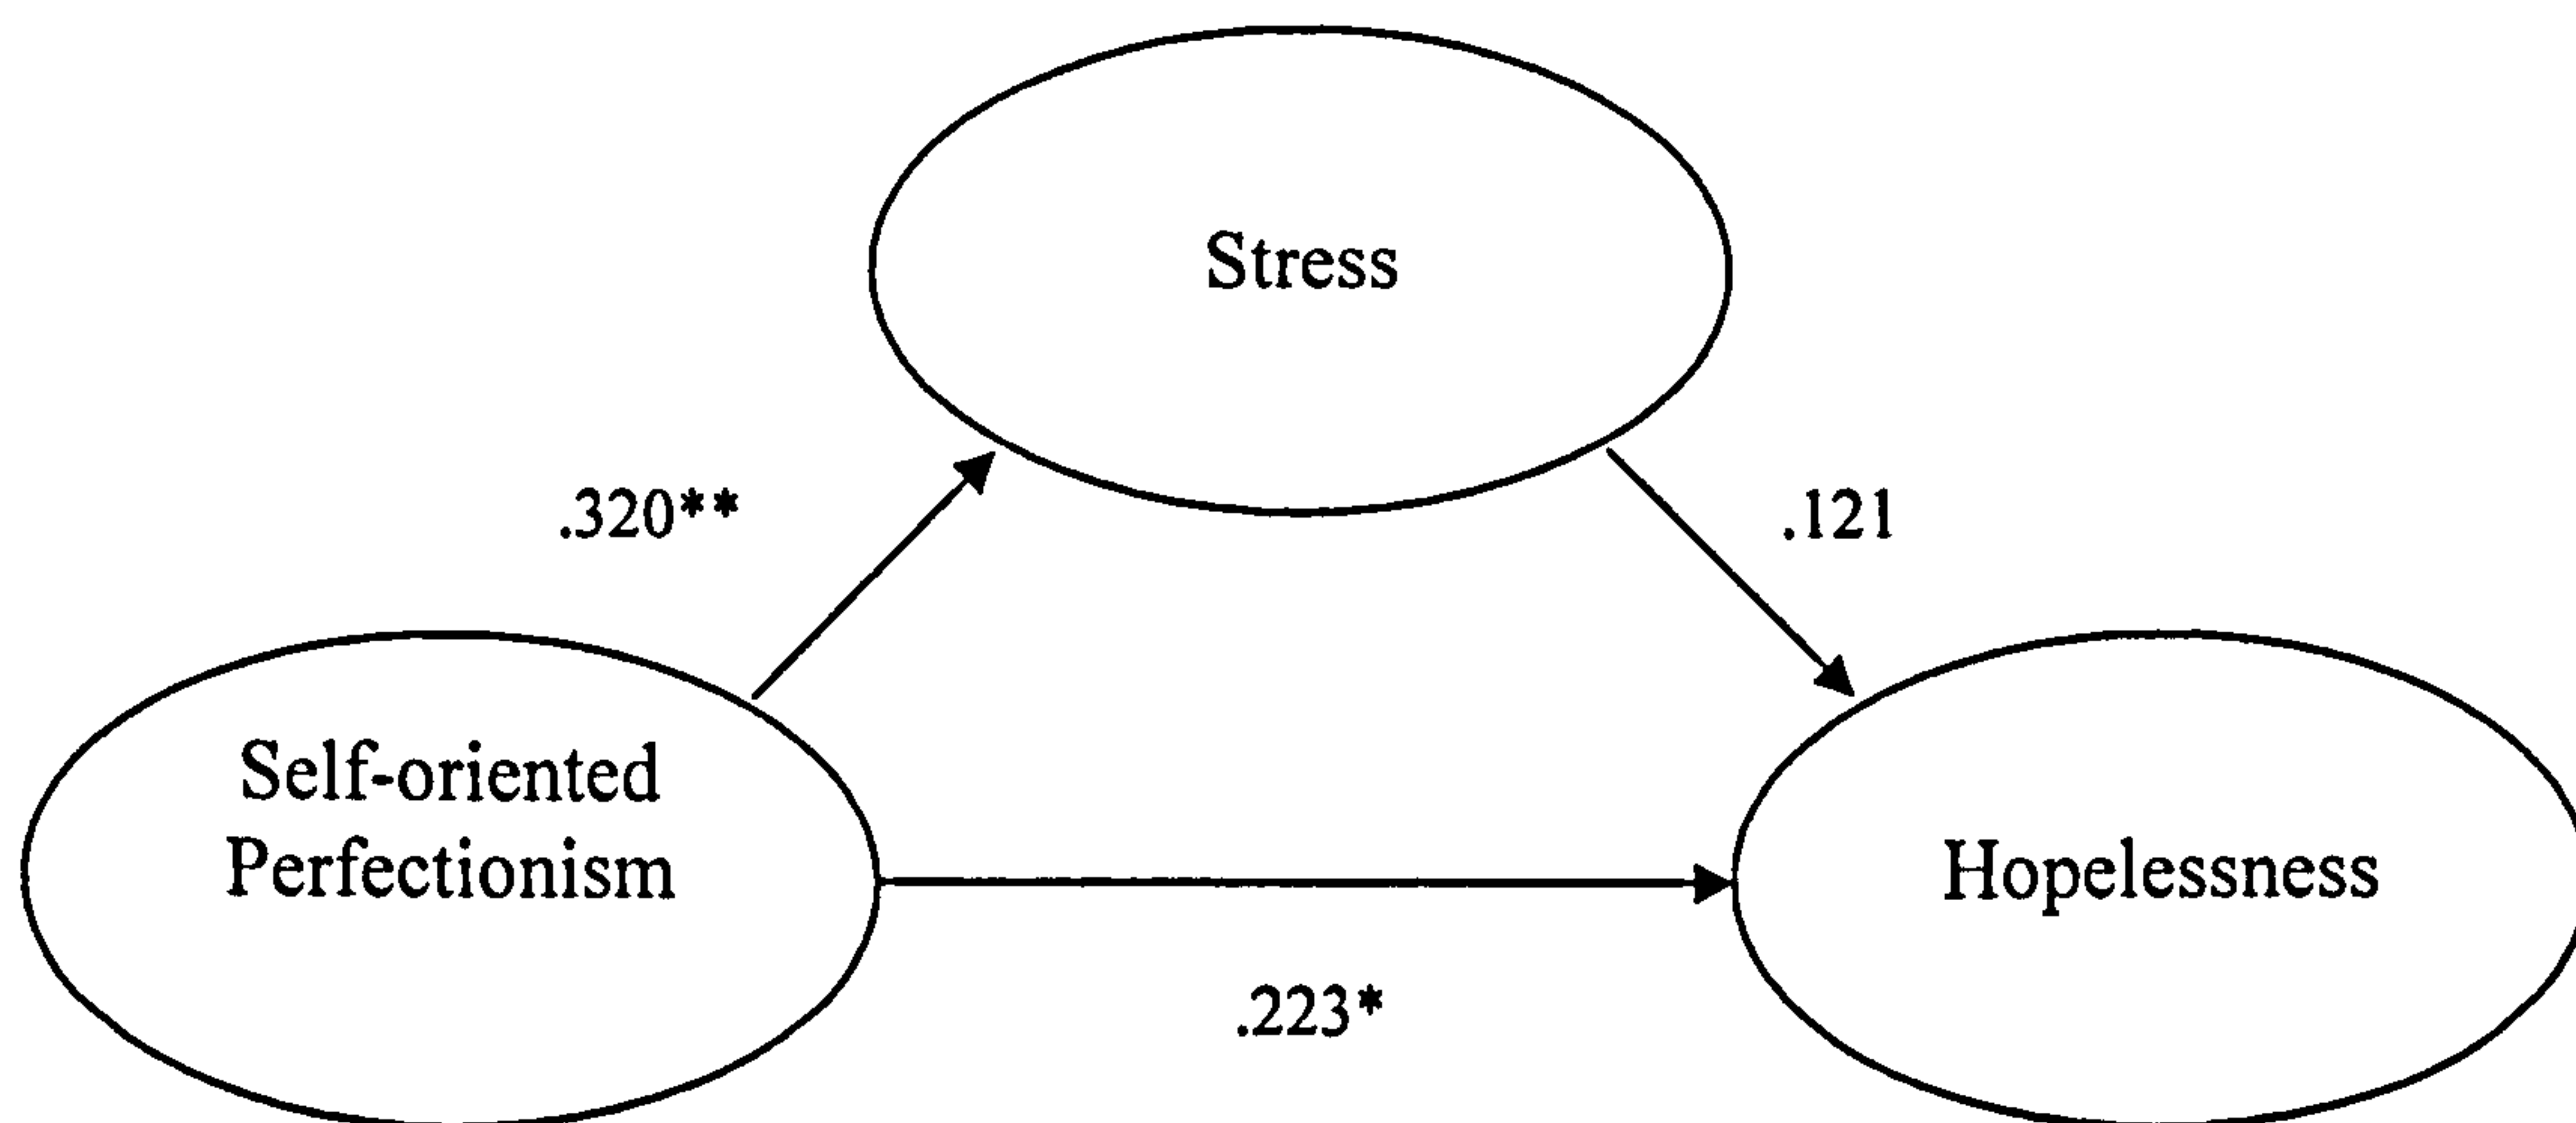 Stress
.320**
.121
Self-oriented
Perfectionism
Hopelessness
.223*